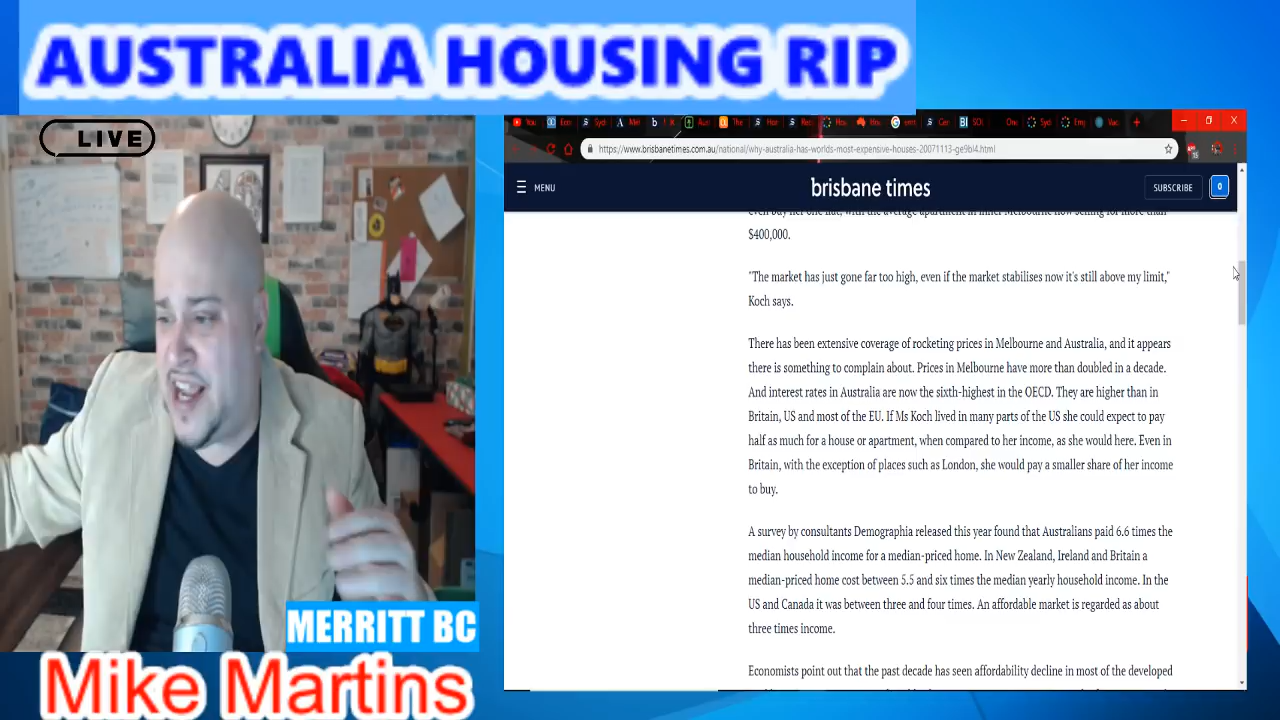 AUSTRALIA HOUSING RIP
LIVE
https://www.brisbanetimes.com.au/national/why-australia-has-worlds-most-expensive-houses-20071113-ge9bl4.html
MENU
brisbane times
SUBSCRIBE
0
$400,000.
"The market has just gone far too high, even if the market stabilises now it's still above my limit,"
Koch says.
There has been extensive coverage of rocketing prices in Melbourne and Australia, and it appears
there is something to complain about. Prices in Melbourne have more than doubled in a decade.
And interest rates in Australia are now the sixth-highest in the OECD. They are higher than in
Britain, US and most of the EU. If Ms Koch lived in many parts of the US she could expect to pay
half as much for a house or apartment, when compared to her income, as she would here. Even in
Britain, with the exception of places such as London, she would pay a smaller share of her income
to buy.
A survey by consultants Demographia released this year found that Australians paid 6.6 times the
median household income for a median-priced home. In New Zealand, Ireland and Britain a
median-priced home cost between 5.5 and six times the median yearly household income. In the
US and Canada it was between three and four times. An affordable market is regarded as about
three times income.
Economists point out that the past decade has seen affordability decline in most of the developed
MERRITT BC
Mike Martins